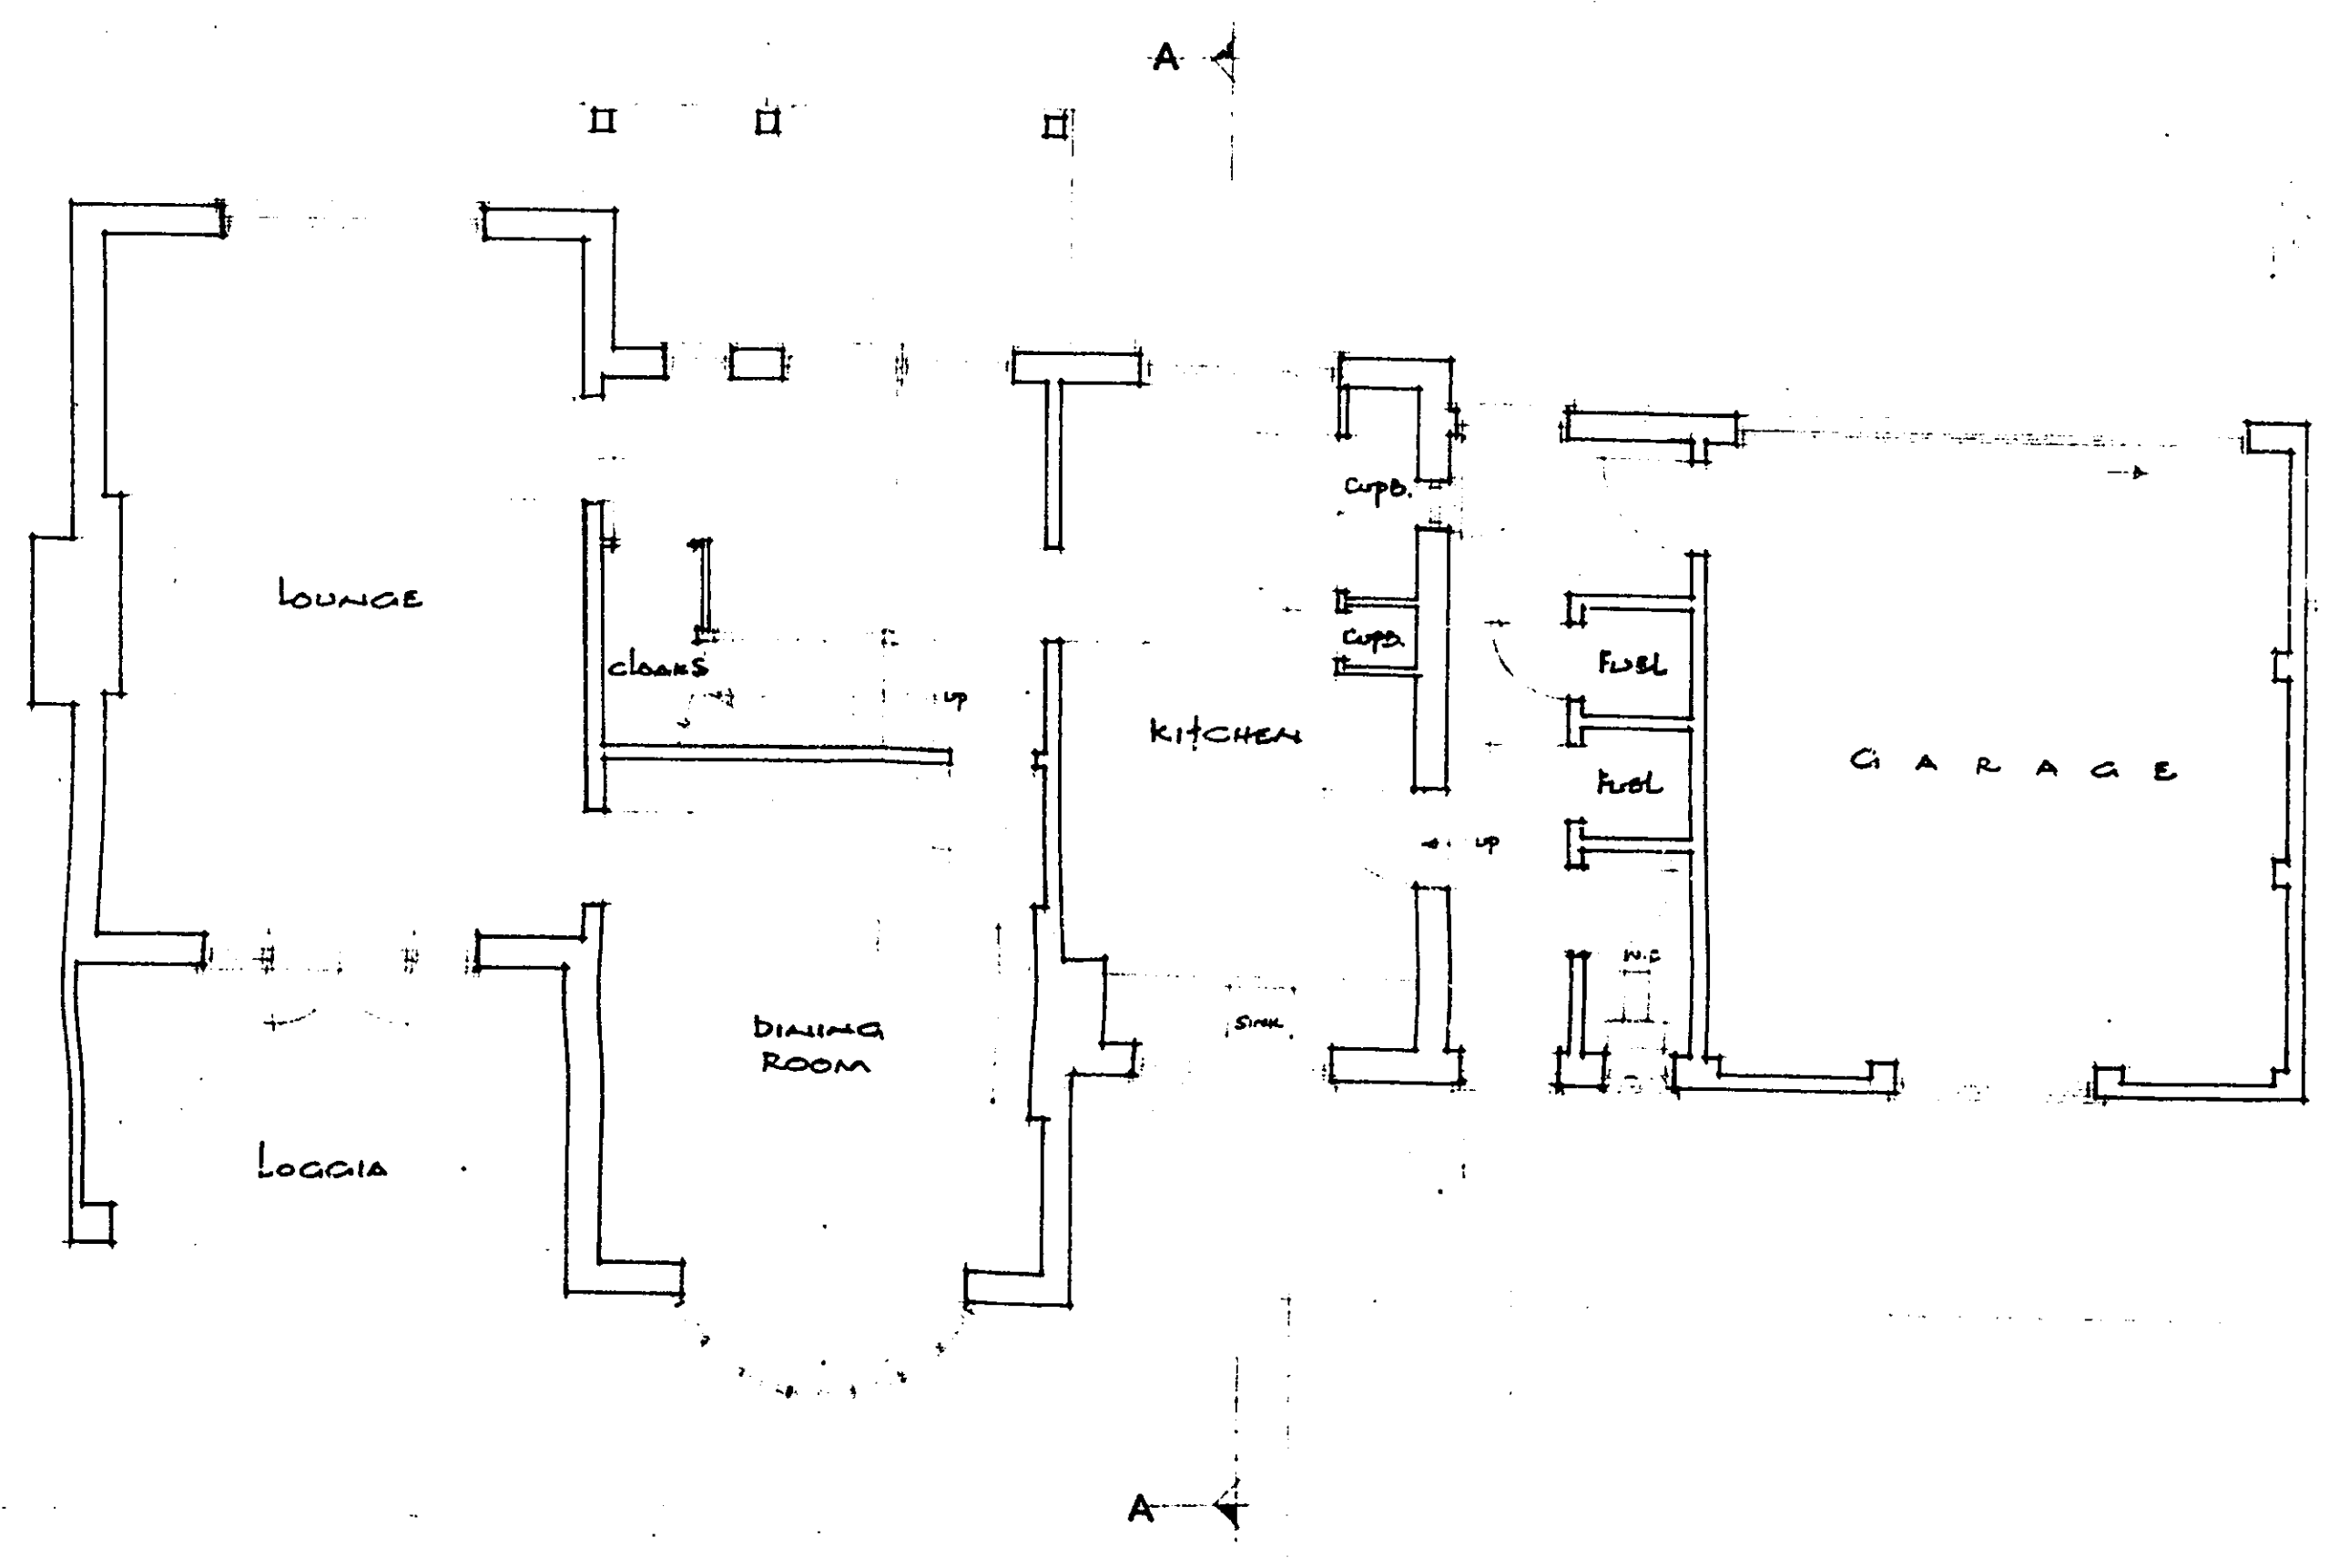 A
CUPB.
LOUNGE
CUPB.
CLOAKS
FUEL
UP
KITCHEN
GARAGE
FUEL
UP
W.C
SINK
DINING
ROOM
LOGGIA
A